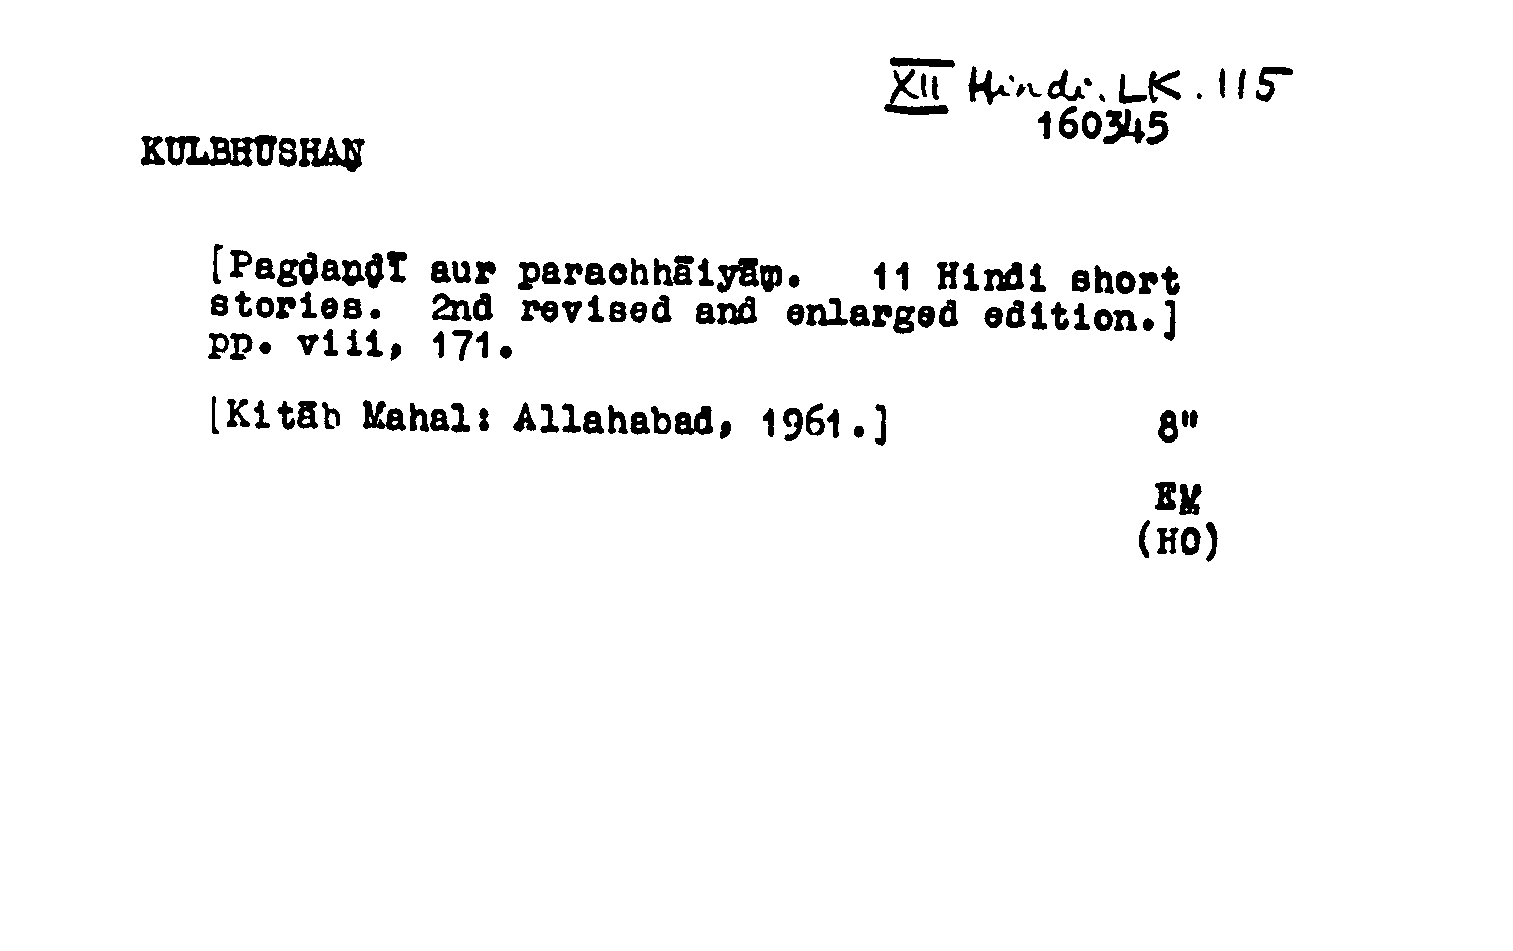 XII Hindi. LK. 115
160345
KULBHŪSHAṆ
[Pagḍaṇḍī aur parachhāiyāṃ. 11 Hindi short
stories. 2nd revised and enlarged edition.]
pp. viii, 171.
[Kitāb Mahal: Allahabad, 1961.] 8"
EM
(HO)